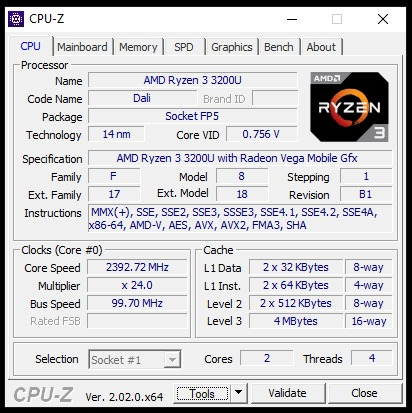 CPU-Z
CPU Mainboard Memory SPD Graphics Bench About
Processor
Name AMD Ryzen 3 3200U
Code Name Dali Brand ID
Package Socket FP5
Technology 14 nm Core VID 0.756 V
AMD RYZEN 3
Specification AMD Ryzen 3 3200U with Radeon Vega Mobile Gfx
Family F Model 8 Stepping 1
Ext. Family 17 Ext. Model 18 Revision B1
Instructions MMX(+), SSE, SSE2, SSE3, SSSE3, SSE4.1, SSE4.2, SSE4A,
x86-64, AMD-V, AES, AVX, AVX2, FMA3, SHA
Clocks (Core #0)
Core Speed 2392.72 MHz
Multiplier x 24.0
Bus Speed 99.70 MHz
Rated FSB
Cache
L1 Data 2 x 32 KBytes 8-way
L1 Inst. 2 x 64 KBytes 4-way
Level 2 2 x 512 KBytes 8-way
Level 3 4 MBytes 16-way
Selection Socket #1 Cores 2 Threads 4
CPU-Z Ver. 2.02.0.x64 Tools Validate Close